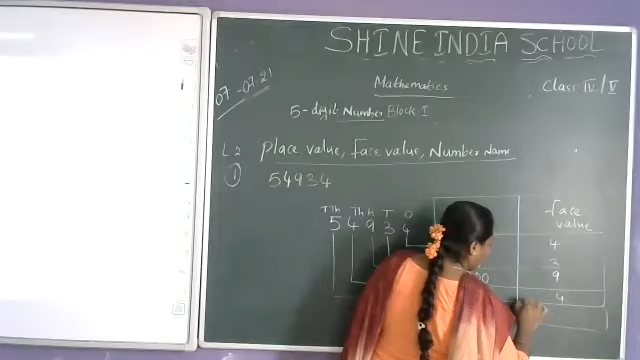 SHINE INDIA SCHOOL
07-07-21
Mathematics
Class IV/V
5-digit Number Block-I
L2 Place value, face value, Number Name
① 54934
TTh Th H T O
5 4 9 3 4
face value
4
3
9
4